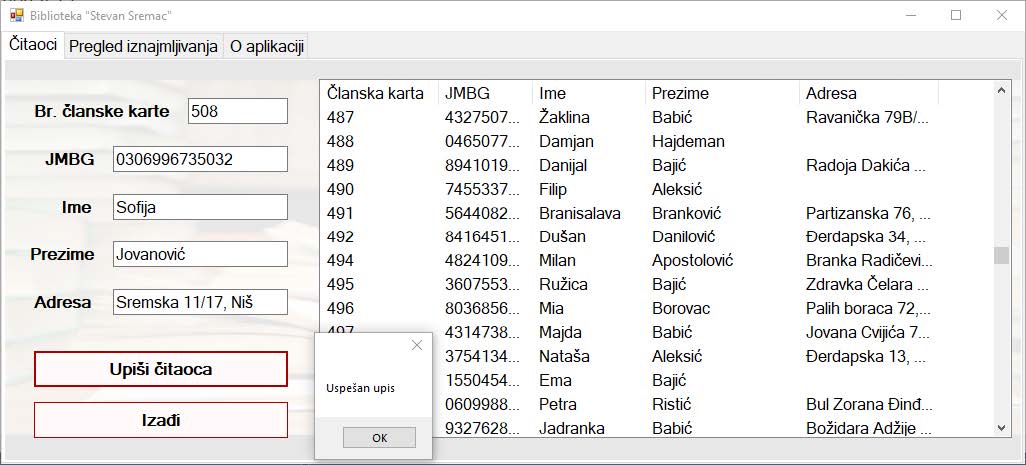 Biblioteka "Stevan Sremac"
Čitaoci Pregled iznajmljivanja O aplikaciji
Br. članske karte 508
JMBG 0306996735032
Ime Sofija
Prezime Jovanović
Adresa Sremska 11/17, Niš
Upiši čitaoca
Izađi
Članska karta JMBG Ime Prezime Adresa
487 4327507... Žaklina Babić Ravanička 79B/...
488 0465077... Damjan Hajdeman
489 8941019... Danijal Bajić Radoja Dakića ...
490 7455337... Filip Aleksić
491 5644082... Branisalava Branković Partizanska 76, ...
492 8416451... Dušan Danilović Đerdapska 34, ...
494 4824109... Milan Apostolović Branka Radičevi...
495 3607553... Ružica Bajić Zdravka Čelara ...
496 8036856... Mia Borovac Palih boraca 72,...
497 4314738... Majda Babić Jovana Cvijića 7...
3754134... Nataša Aleksić Đerdapska 13, ...
1550454... Ema Bajić
0609988... Petra Ristić Bul Zorana Đinđ...
9327628... Jadranka Babić Božidara Adžije ...
Uspešan upis
OK